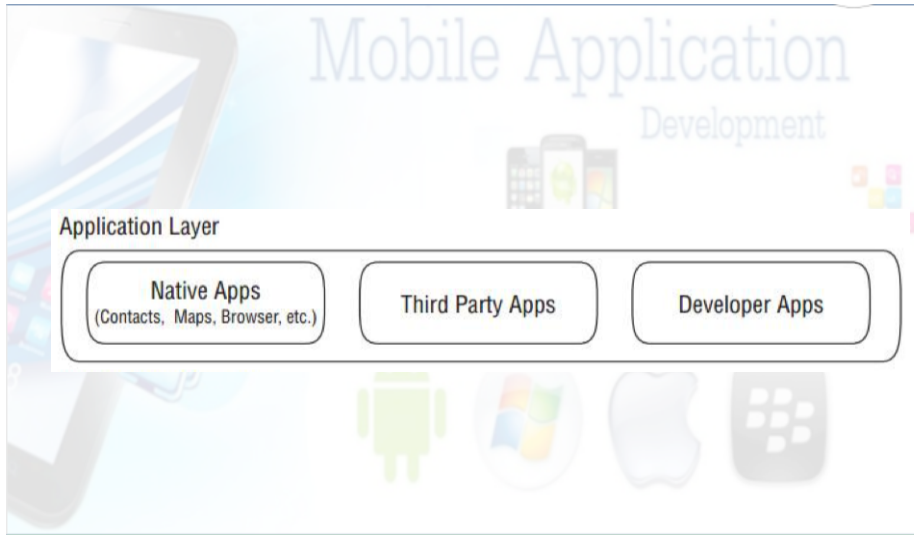 Mobile Application
Development
Application Layer
Native Apps
(Contacts, Maps, Browser, etc.)
Third Party Apps
Developer Apps